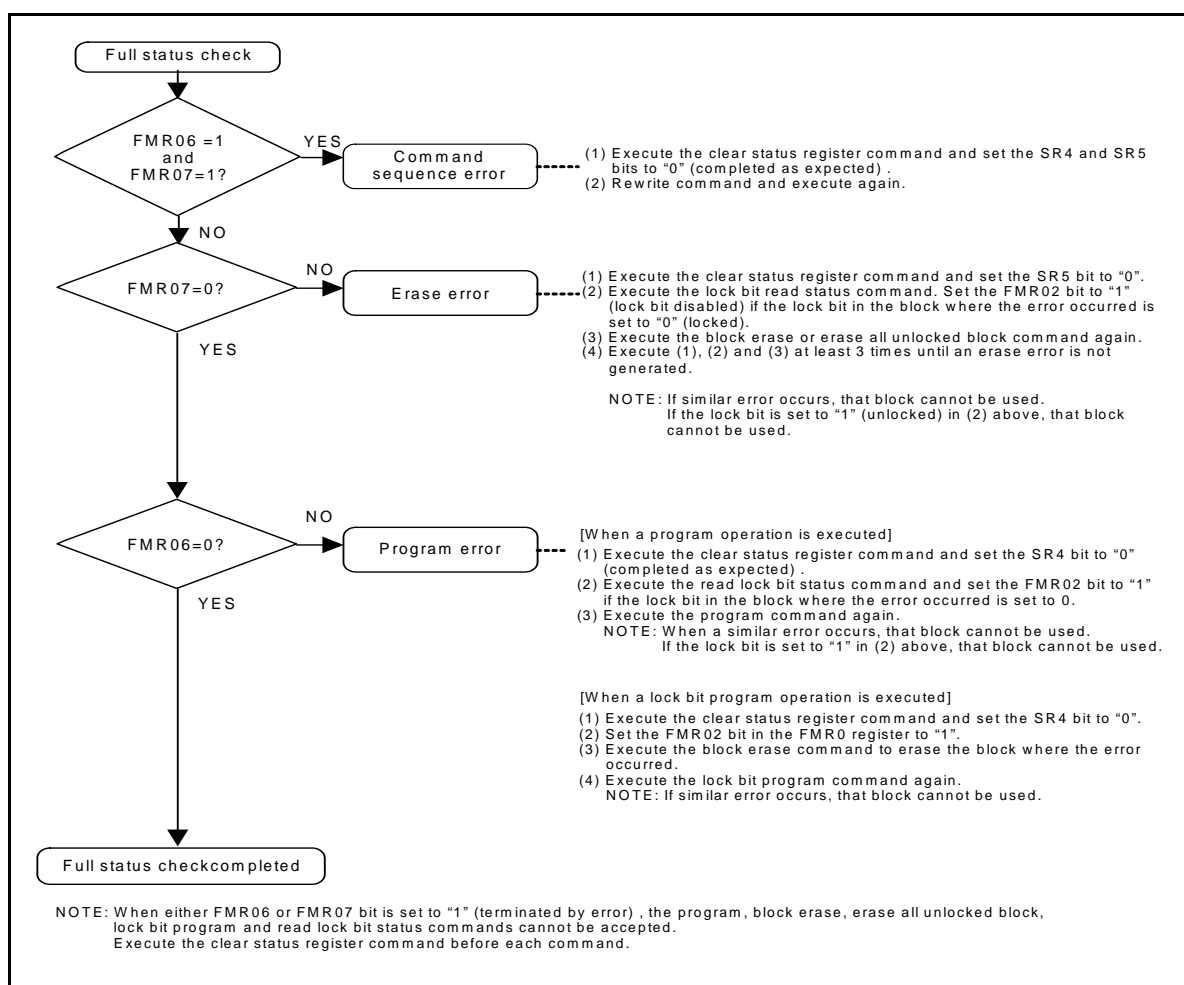 Full status check
FMR06 =1
and
FMR07=1?
YES
Command
sequence error
(1) Execute the clear status register command and set the SR4 and SR5
bits to “0” (completed as expected) .
(2) Rewrite command and execute again.
NO
FMR07=0?
NO
Erase error
(1) Execute the clear status register command and set the SR5 bit to “0”.
(2) Execute the lock bit read status command. Set the FMR02 bit to “1”
(lock bit disabled) if the lock bit in the block where the error occurred is
set to “0” (locked).
(3) Execute the block erase or erase all unlocked block command again.
(4) Execute (1), (2) and (3) at least 3 times until an erase error is not
generated.
NOTE: If similar error occurs, that block cannot be used.
If the lock bit is set to “1” (unlocked) in (2) above, that block
cannot be used.
YES
FMR06=0?
NO
Program error
[When a program operation is executed]
(1) Execute the clear status register command and set the SR4 bit to “0”
(completed as expected) .
(2) Execute the read lock bit status command and set the FMR02 bit to “1”
if the lock bit in the block where the error occurred is set to 0.
(3) Execute the program command again.
NOTE: When a similar error occurs, that block cannot be used.
If the lock bit is set to “1” in (2) above, that block cannot be used.
YES
[When a lock bit program operation is executed]
(1) Execute the clear status register command and set the SR4 bit to “0”.
(2) Set the FMR02 bit in the FMR0 register to “1”.
(3) Execute the block erase command to erase the block where the error
occurred.
(4) Execute the lock bit program command again.
NOTE: If similar error occurs, that block cannot be used.
Full status checkcompleted
NOTE: When either FMR06 or FMR07 bit is set to “1” (terminated by error) , the program, block erase, erase all unlocked block,
lock bit program and read lock bit status commands cannot be accepted.
Execute the clear status register command before each command.